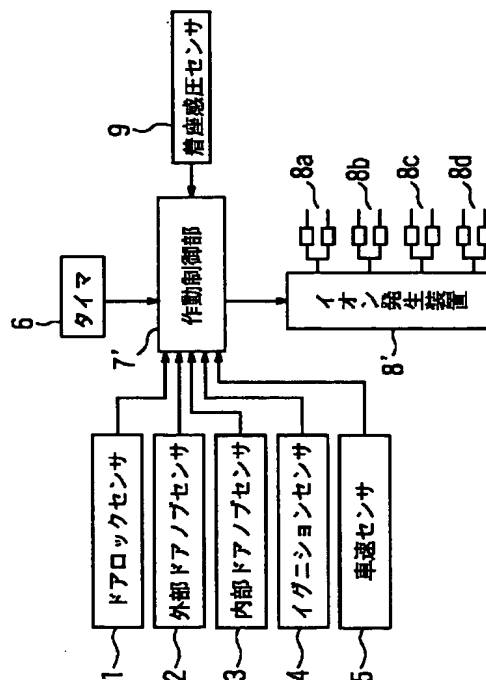 1
ドアロックセンサ
2
外部ドアノブセンサ
3
内部ドアノブセンサ
4
イグニションセンサ
5
車速センサ
6
タイマ
7'
作動制御部
9
着座感圧センサ
8'
イオン発生装置
8a
8b
8c
8d